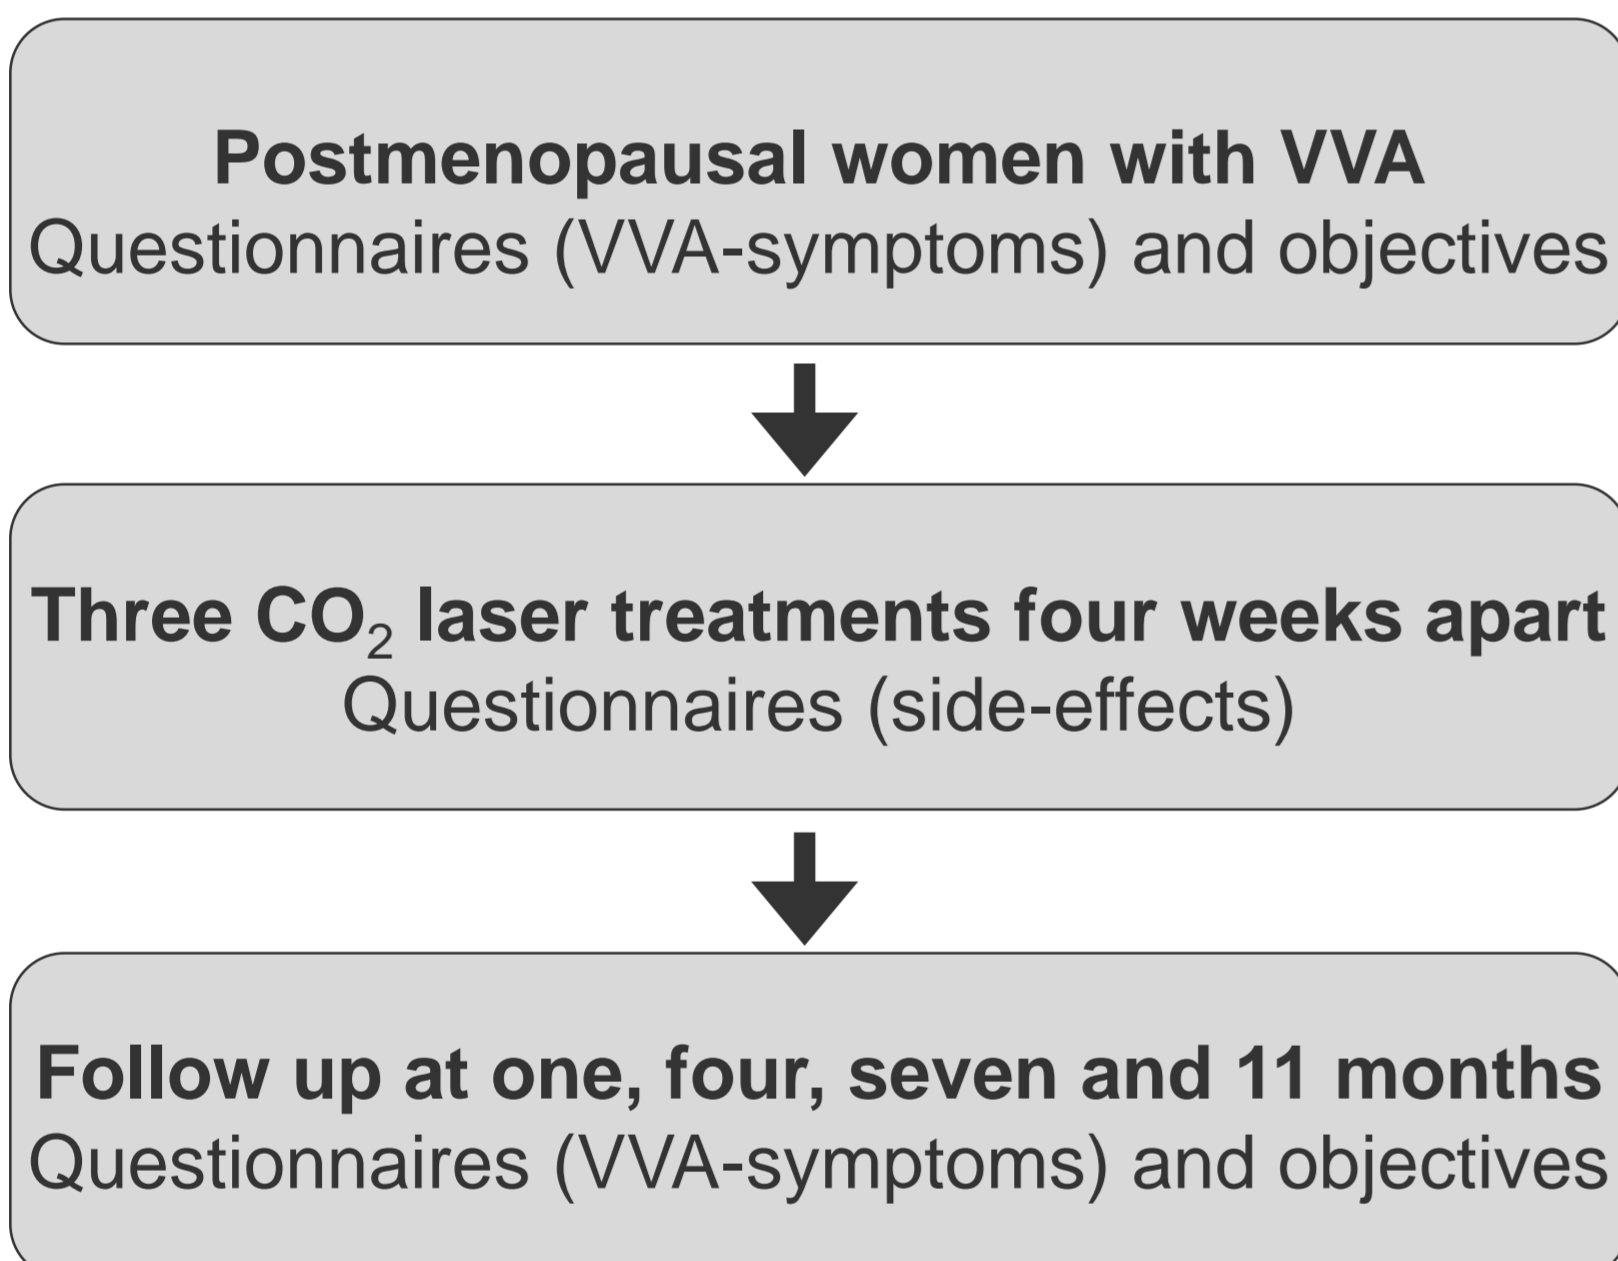 Postmenopausal women with VVA
Questionnaires (VVA-symptoms) and objectives
Three CO₂ laser treatments four weeks apart
Questionnaires (side-effects)
Follow up at one, four, seven and 11 months
Questionnaires (VVA-symptoms) and objectives